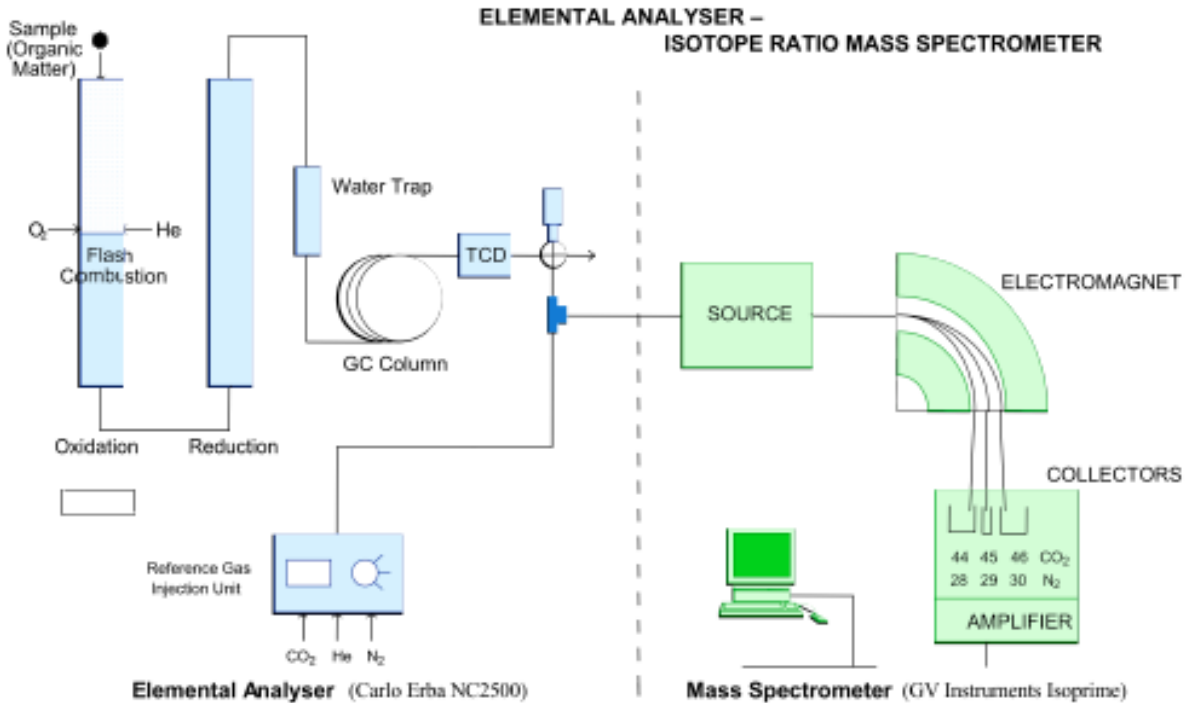 ELEMENTAL ANALYSER –
ISOTOPE RATIO MASS SPECTROMETER
Sample
(Organic
Matter)
O₂
He
Flash
Combustion
Water Trap
TCD
GC Column
Oxidation
Reduction
SOURCE
ELECTROMAGNET
COLLECTORS
44 45 46 CO₂
28 29 30 N₂
AMPLIFIER
Reference Gas
Injection Unit
CO₂ He N₂
Elemental Analyser (Carlo Erba NC2500)
Mass Spectrometer (GV Instruments Isoprime)